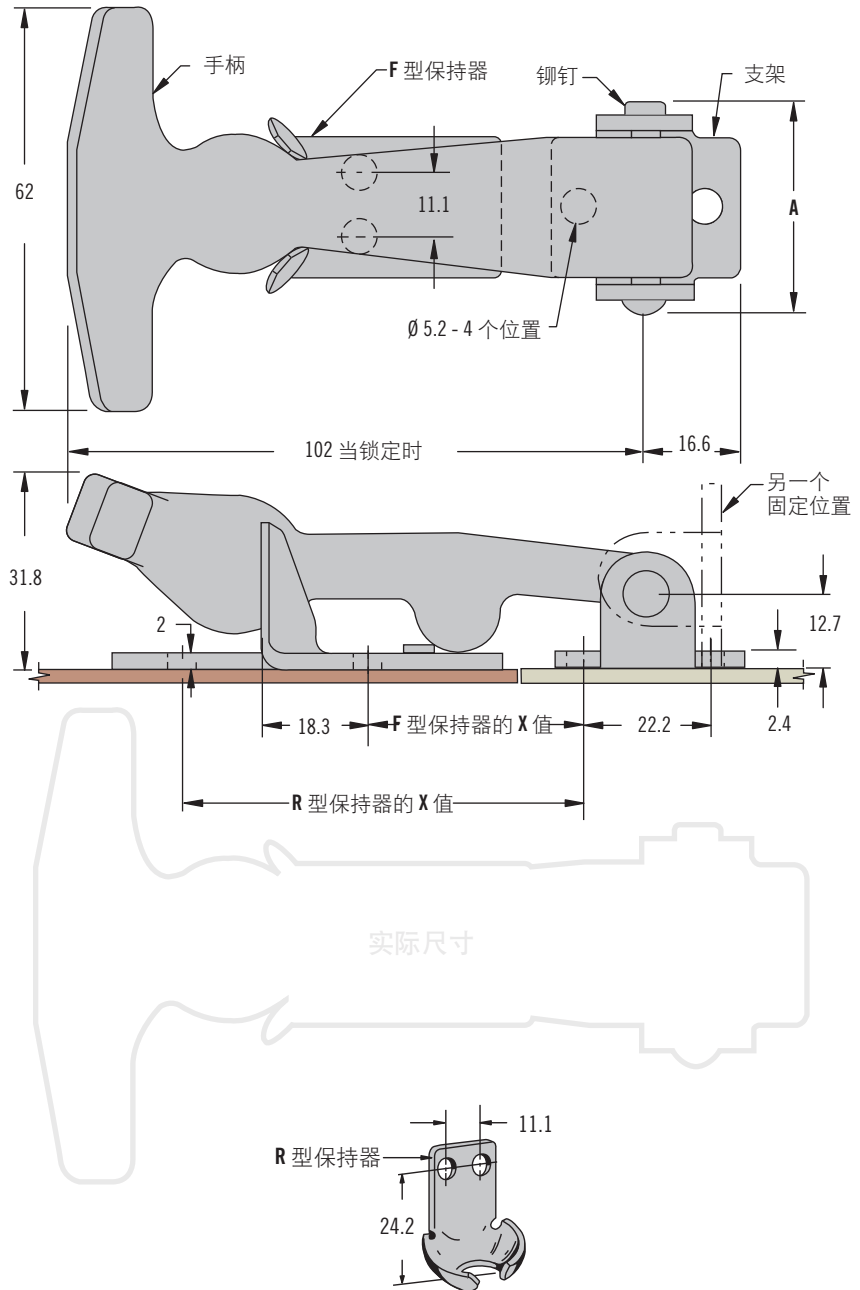 手柄
F 型保持器
铆钉
支架
62
11.1
A
Ø 5.2 - 4 个位置
102 当锁定时
16.6
另一个
固定位置
31.8
2
12.7
18.3
F 型保持器的 X 值
22.2
2.4
R 型保持器的 X 值
实际尺寸
11.1
R 型保持器
24.2